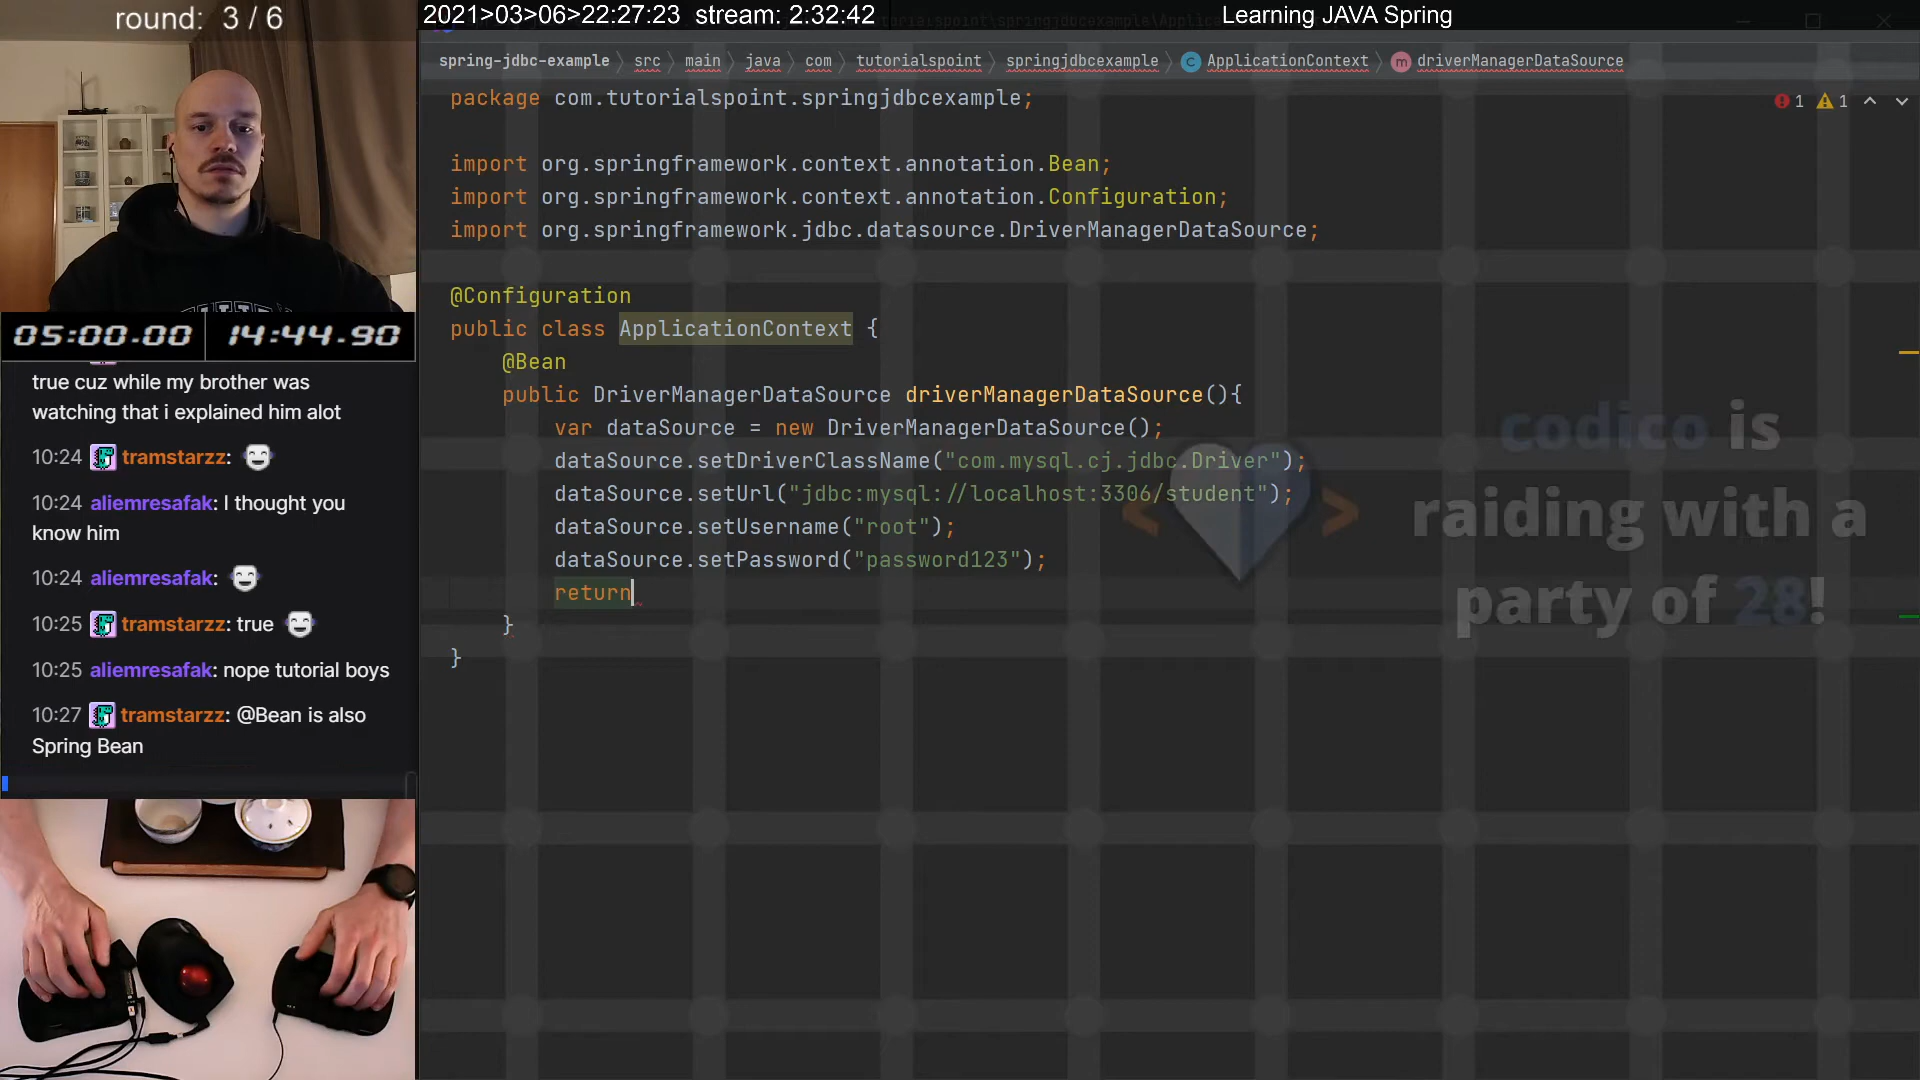 round: 3 / 6
2021>03>06>22:27:23 stream: 2:32:42
Learning JAVA Spring
spring-jdbc-example src main java com tutorialspoint springjdbcexample ApplicationContext driverManagerDataSource
1 1
package com.tutorialspoint.springjdbcexample;
import org.springframework.context.annotation.Bean;
import org.springframework.context.annotation.Configuration;
import org.springframework.jdbc.datasource.DriverManagerDataSource;
@Configuration
public class ApplicationContext {
@Bean
public DriverManagerDataSource driverManagerDataSource(){
var dataSource = new DriverManagerDataSource();
dataSource.setDriverClassName("com.mysql.cj.jdbc.Driver");
dataSource.setUrl("jdbc:mysql://localhost:3306/student");
dataSource.setUsername("root");
dataSource.setPassword("password123");
return
}
}
codico is
raiding with a
party of 28!
05:00.00 14:44.90
true cuz while my brother was
watching that i explained him alot
10:24 tramstarzz:
10:24 aliemresafak: I thought you
know him
10:24 aliemresafak:
10:25 tramstarzz: true
10:25 aliemresafak: nope tutorial boys
10:27 tramstarzz: @Bean is also
Spring Bean